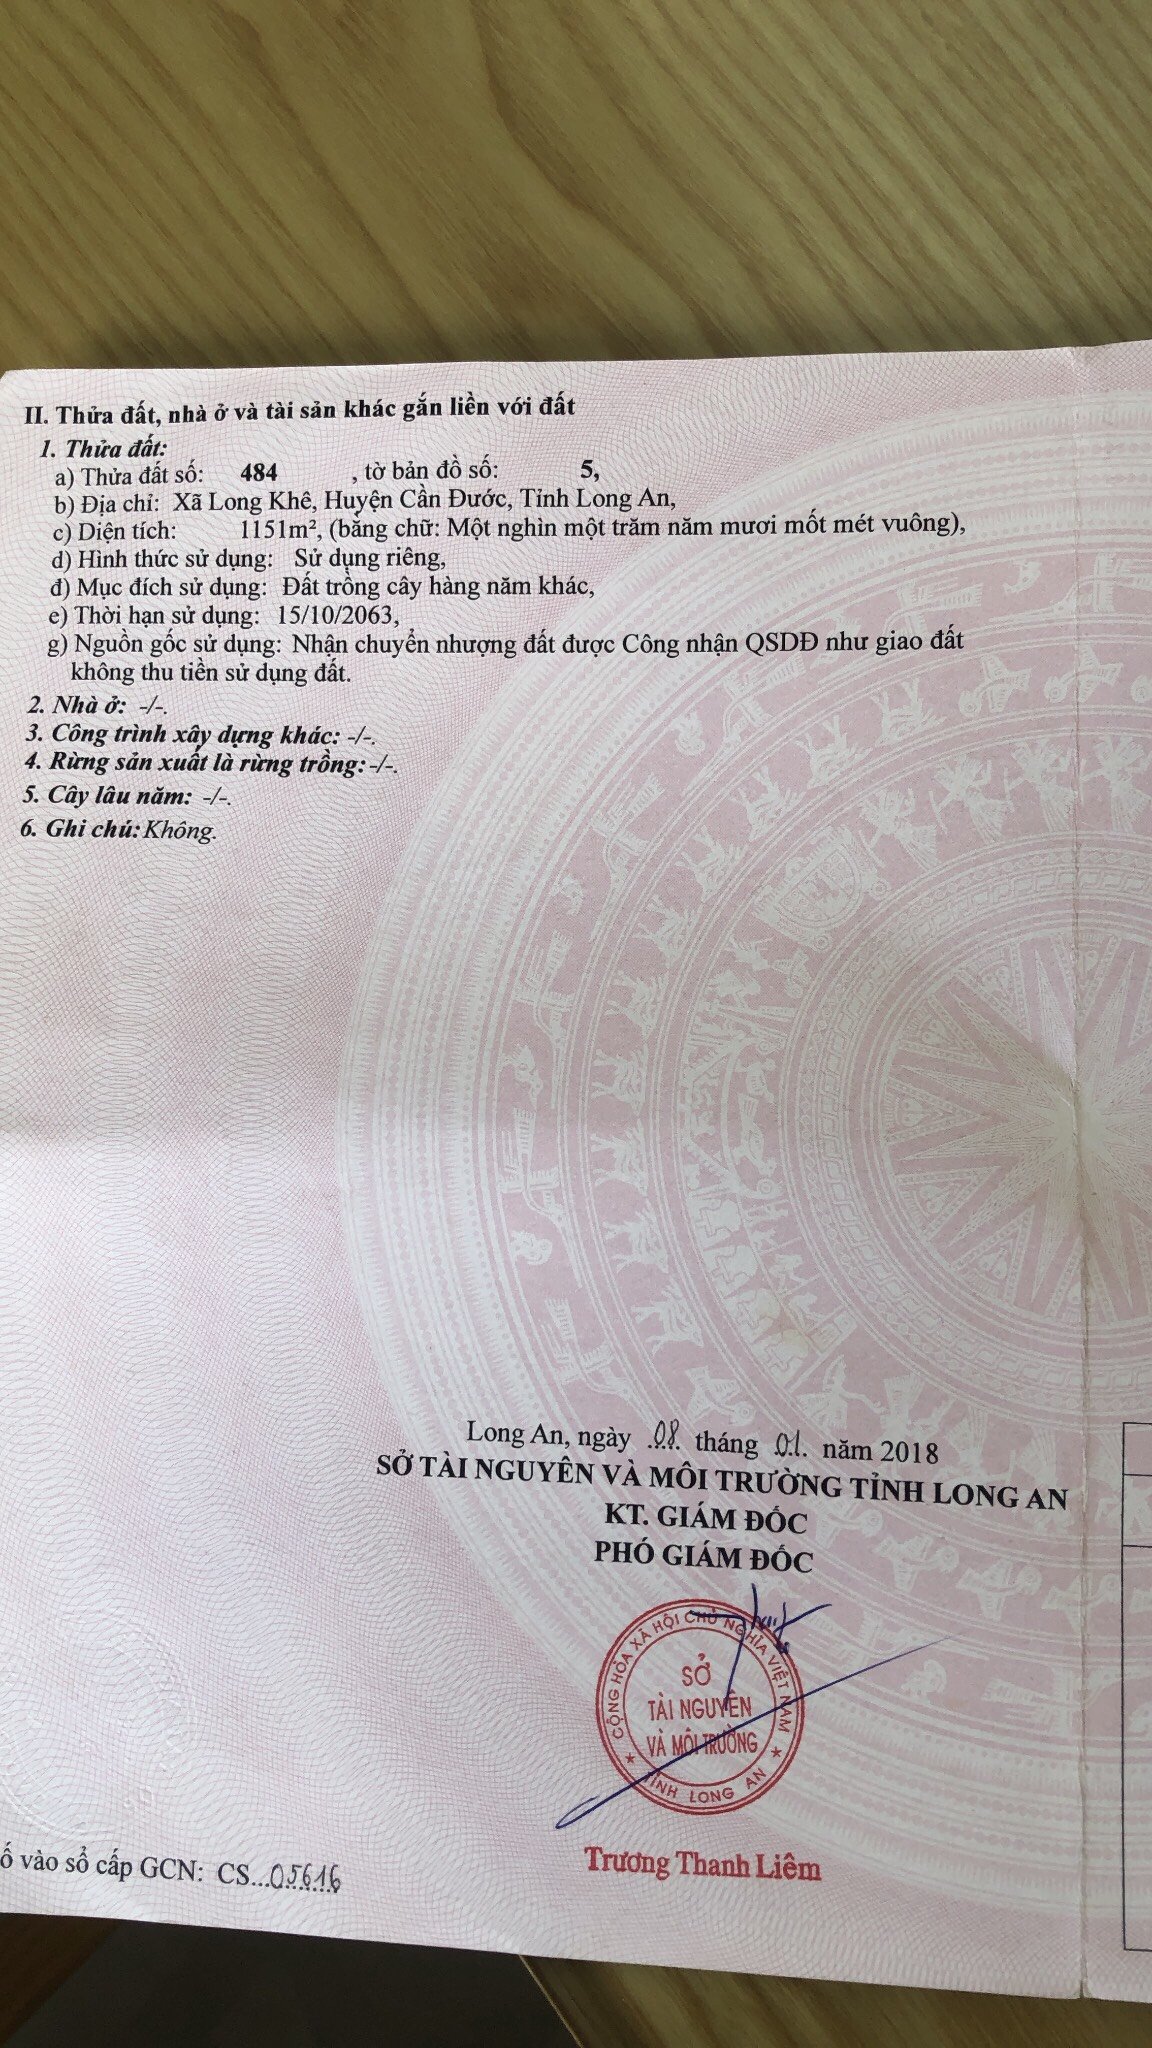 II. Thửa đất, nhà ở và tài sản khác gắn liền với đất
1. Thửa đất:
a) Thửa đất số: 484 , tờ bản đồ số: 5,
b) Địa chỉ: Xã Long Khê, Huyện Cần Đước, Tỉnh Long An,
c) Diện tích: 1151m², (bằng chữ: Một nghìn một trăm năm mươi mốt mét vuông),
d) Hình thức sử dụng: Sử dụng riêng,
đ) Mục đích sử dụng: Đất trồng cây hàng năm khác,
e) Thời hạn sử dụng: 15/10/2063,
g) Nguồn gốc sử dụng: Nhận chuyển nhượng đất được Công nhận QSDĐ như giao đất
không thu tiền sử dụng đất.
2. Nhà ở: -/-.
3. Công trình xây dựng khác: -/-.
4. Rừng sản xuất là rừng trồng: -/-.
5. Cây lâu năm: -/-.
6. Ghi chú: Không.
Long An, ngày 08 tháng 01 năm 2018
SỞ TÀI NGUYÊN VÀ MÔI TRƯỜNG TỈNH LONG AN
KT. GIÁM ĐỐC
PHÓ GIÁM ĐỐC
CỘNG HÒA XÃ HỘI CHỦ NGHĨA VIỆT NAM
SỞ
TÀI NGUYÊN
VÀ MÔI TRƯỜNG
★ TỈNH LONG AN ★
Trương Thanh Liêm
ố vào sổ cấp GCN: CS...05616